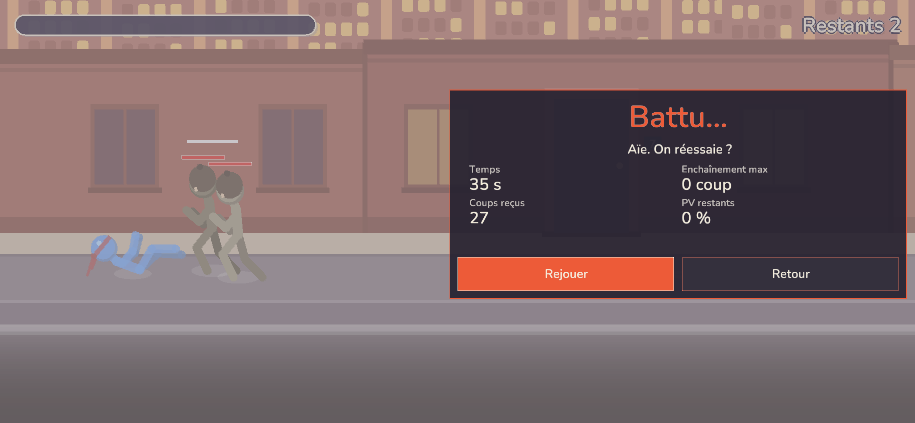 Restants 2
Battu...
Aïe. On réessaie ?
Temps
35 s
Enchaînement max
0 coup
Coups reçus
27
PV restants
0 %
Rejouer
Retour